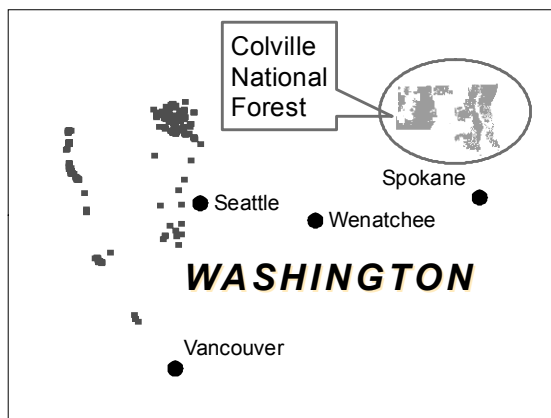 Colville
National
Forest
Spokane
Seattle
Wenatchee
WASHINGTON
Vancouver